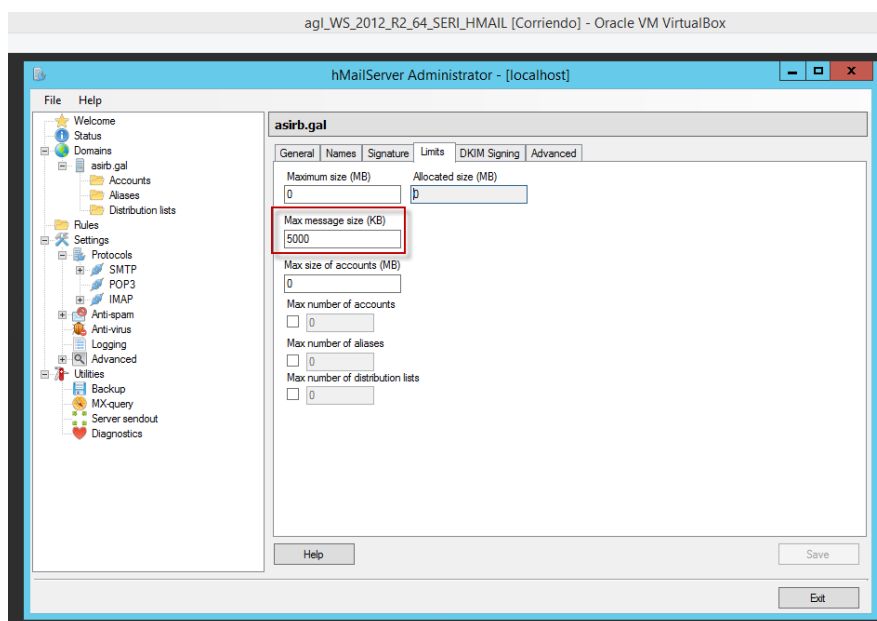 agl_WS_2012_R2_64_SERI_HMAIL [Corriendo] - Oracle VM VirtualBox
hMailServer Administrator - [localhost]
File Help
Welcome
Status
Domains
asirb.gal
Accounts
Aliases
Distribution lists
Rules
Settings
Protocols
SMTP
POP3
IMAP
Anti-spam
Anti-virus
Logging
Advanced
Utilities
Backup
MX-query
Server sendout
Diagnostics
asirb.gal
General Names Signature Limits DKIM Signing Advanced
Maximum size (MB) Allocated size (MB)
0 0
Max message size (KB)
5000
Max size of accounts (MB)
0
Max number of accounts
0
Max number of aliases
0
Max number of distribution lists
0
Help Save
Exit